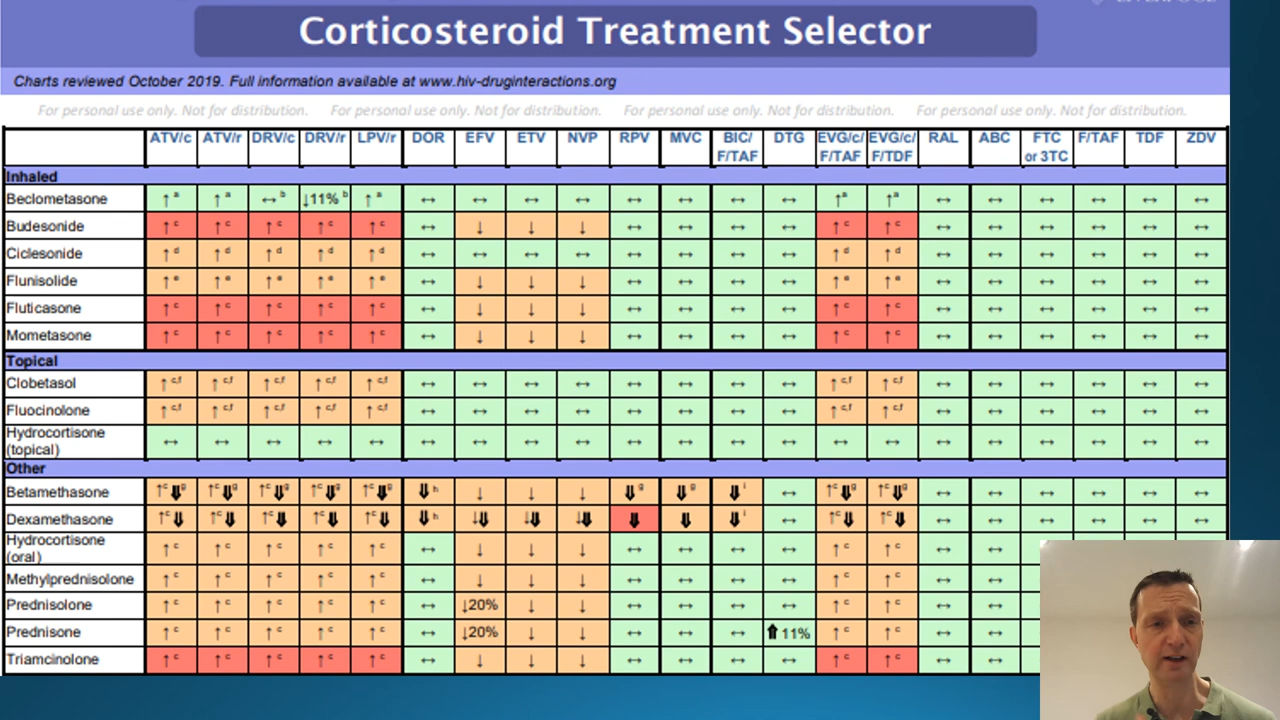 LIVERPOOL
Corticosteroid Treatment Selector
Charts reviewed October 2019. Full information available at www.hiv-druginteractions.org
For personal use only. Not for distribution. For personal use only. Not for distribution. For personal use only. Not for distribution. For personal use only. Not for distribution.
ATV/c ATV/r DRV/c DRV/r LPV/r DOR EFV ETV NVP RPV MVC BIC/ F/TAF DTG EVG/c/ F/TAF EVG/c/ F/TDF RAL ABC FTC or 3TC F/TAF TDF ZDV
Inhaled
Beclometasone ↑a ↑a ↔b ↓11%b ↑a ↔ ↔ ↔ ↔ ↔ ↔ ↔ ↔ ↑a ↑a ↔ ↔ ↔ ↔ ↔ ↔
Budesonide ↑c ↑c ↑c ↑c ↑c ↔ ↓ ↓ ↓ ↔ ↔ ↔ ↔ ↑c ↑c ↔ ↔ ↔ ↔ ↔ ↔
Ciclesonide ↑d ↑d ↑d ↑d ↑d ↔ ↔ ↔ ↔ ↔ ↔ ↔ ↔ ↑d ↑d ↔ ↔ ↔ ↔ ↔ ↔
Flunisolide ↑e ↑e ↑e ↑e ↑e ↔ ↓ ↓ ↓ ↔ ↔ ↔ ↔ ↑e ↑e ↔ ↔ ↔ ↔ ↔ ↔
Fluticasone ↑c ↑c ↑c ↑c ↑c ↔ ↓ ↓ ↓ ↔ ↔ ↔ ↔ ↑c ↑c ↔ ↔ ↔ ↔ ↔ ↔
Mometasone ↑c ↑c ↑c ↑c ↑c ↔ ↓ ↓ ↓ ↔ ↔ ↔ ↔ ↑c ↑c ↔ ↔ ↔ ↔ ↔ ↔
Topical
Clobetasol ↑c,f ↑c,f ↑c,f ↑c,f ↑c,f ↔ ↔ ↔ ↔ ↔ ↔ ↔ ↔ ↑c,f ↑c,f ↔ ↔ ↔ ↔ ↔ ↔
Fluocinolone ↑c,f ↑c,f ↑c,f ↑c,f ↑c,f ↔ ↔ ↔ ↔ ↔ ↔ ↔ ↔ ↑c,f ↑c,f ↔ ↔ ↔ ↔ ↔ ↔
Hydrocortisone (topical) ↔ ↔ ↔ ↔ ↔ ↔ ↔ ↔ ↔ ↔ ↔ ↔ ↔ ↔ ↔ ↔ ↔ ↔ ↔ ↔ ↔
Other
Betamethasone ↑c⇓g ↑c⇓g ↑c⇓g ↑c⇓g ↑c⇓g ⇓h ↓ ↓ ↓ ⇓g ⇓g ⇓i ↔ ↑c⇓g ↑c⇓g ↔ ↔ ↔ ↔ ↔ ↔
Dexamethasone ↑c⇓ ↑c⇓ ↑c⇓ ↑c⇓ ↑c⇓ ⇓h ↓⇓ ↓⇓ ↓⇓ ⇓ ⇓ ⇓i ↔ ↑c⇓ ↑c⇓ ↔ ↔ ↔ ↔ ↔ ↔
Hydrocortisone (oral) ↑c ↑c ↑c ↑c ↑c ↔ ↓ ↓ ↓ ↔ ↔ ↔ ↔ ↑c ↑c ↔ ↔
Methylprednisolone ↑c ↑c ↑c ↑c ↑c ↔ ↓ ↓ ↓ ↔ ↔ ↔ ↔ ↑c ↑c ↔ ↔
Prednisolone ↑c ↑c ↑c ↑c ↑c ↔ ↓20% ↓ ↓ ↔ ↔ ↔ ↔ ↑c ↑c ↔ ↔
Prednisone ↑c ↑c ↑c ↑c ↑c ↔ ↓20% ↓ ↓ ↔ ↔ ↔ ⇑11% ↑c ↑c ↔ ↔
Triamcinolone ↑c ↑c ↑c ↑c ↑c ↔ ↓ ↓ ↓ ↔ ↔ ↔ ↔ ↑c ↑c ↔ ↔